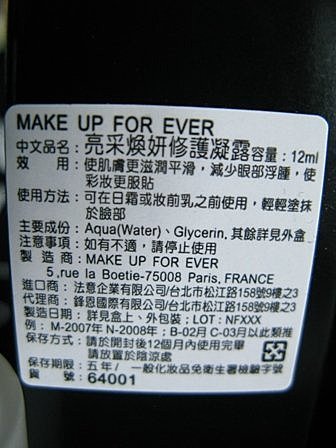 MAKE UP FOR EVER
中文品名：亮采煥妍修護凝露容量：12ml
效用：使肌膚更滋潤平滑，減少眼部浮腫，使
彩妝更服貼
使用方法：可在日霜或妝前乳之前使用，輕輕塗抹
於臉部
主要成份：Aqua(Water)、Glycerin, 其餘詳見外盒
注意事項：如有不適，請停止使用
製造商：MAKE UP FOR EVER
5 ,rue la Boetie-75008 Paris, FRANCE
進口商：法意企業有限公司/台北市松江路158號9樓之3
代理商：鋒恩國際有限公司/台北市松江路158號9樓之3
製造日期：詳見盒上、外包裝；LOT：NFXXX
例：M-2007年 N-2008年；B-02月 C-03月以此類推
保存期限：請於開封後12個月內使用完畢
保存方法：請放置於陰涼處
保存期限：五年/ 一般化妝品免衛生署檢驗字號
貨號：64001